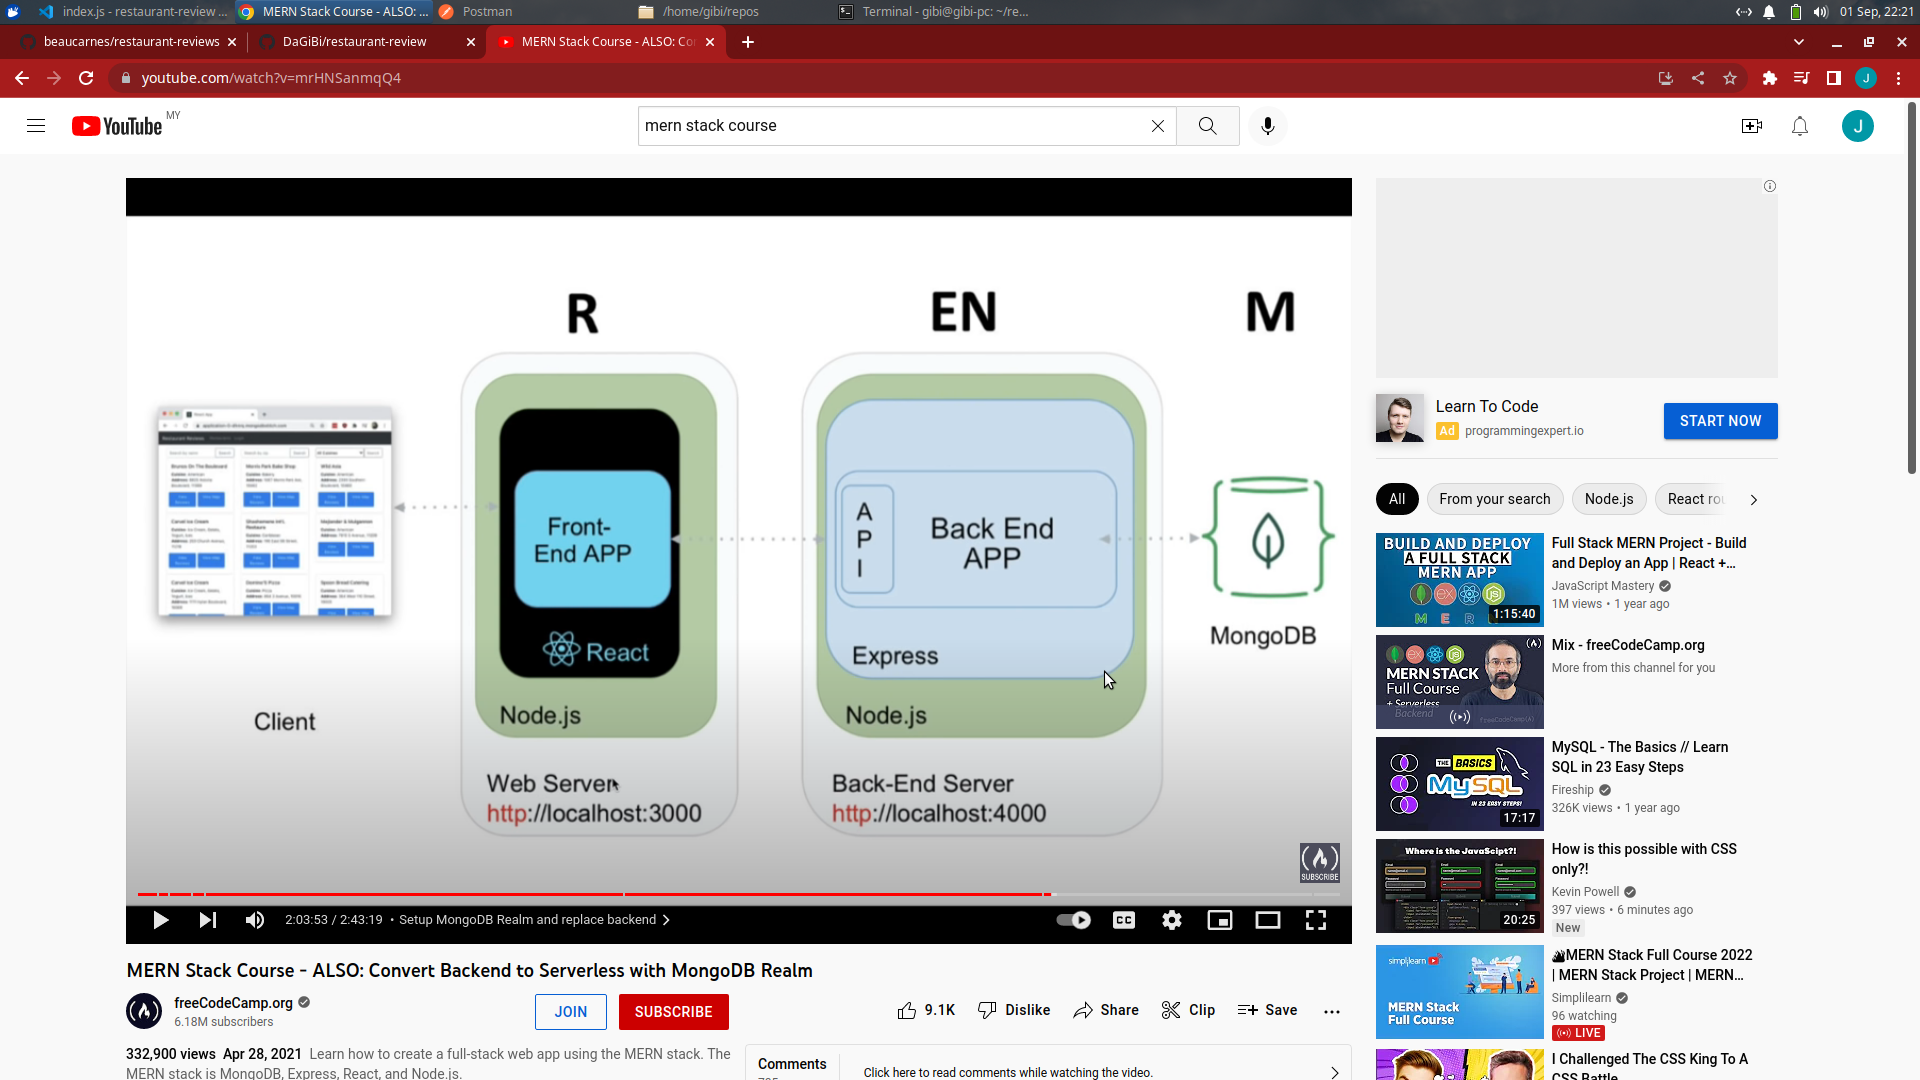 index.js - restaurant-review ...
MERN Stack Course - ALSO: ...
Postman
/home/gibi/repos
Terminal - gibi@gibi-pc: ~/re...
01 Sep, 22:21
beaucarnes/restaurant-reviews
DaGiBi/restaurant-review
MERN Stack Course - ALSO: Co
youtube.com/watch?v=mrHNSanmqQ4
J
YouTube MY
mern stack course
J
R
EN
M
Front-
End APP
React
Node.js
Web Server
http://localhost:3000
Client
A
P
I
Back End
APP
Express
Node.js
Back-End Server
http://localhost:4000
MongoDB
SUBSCRIBE
2:03:53 / 2:43:19 • Setup MongoDB Realm and replace backend
CC
MERN Stack Course - ALSO: Convert Backend to Serverless with MongoDB Realm
freeCodeCamp.org
6.18M subscribers
JOIN
SUBSCRIBE
9.1K
Dislike
Share
Clip
Save
332,900 views Apr 28, 2021 Learn how to create a full-stack web app using the MERN stack. The
MERN stack is MongoDB, Express, React, and Node.js.
Comments
Click here to read comments while watching the video.
Learn To Code
Ad programmingexpert.io
START NOW
All
From your search
Node.js
React rou
BUILD AND DEPLOY
A FULL STACK
MERN APP
M E R
1:15:40
Full Stack MERN Project - Build
and Deploy an App | React +...
JavaScript Mastery
1M views • 1 year ago
MERN STACK
Full Course
+ Serverless
Backend
freeCodeCamp(A)
Mix - freeCodeCamp.org
More from this channel for you
THE BASICS
MySQL
IN 23 EASY STEPS!
17:17
MySQL - The Basics // Learn
SQL in 23 Easy Steps
Fireship
326K views • 1 year ago
Where is the JavaScipt?!
20:25
How is this possible with CSS
only?!
Kevin Powell
397 views • 6 minutes ago
New
simplilearn
MERN Stack
Full Course
MERN Stack Full Course 2022
| MERN Stack Project | MERN...
Simplilearn
96 watching
LIVE
I Challenged The CSS King To A
CSS Battle